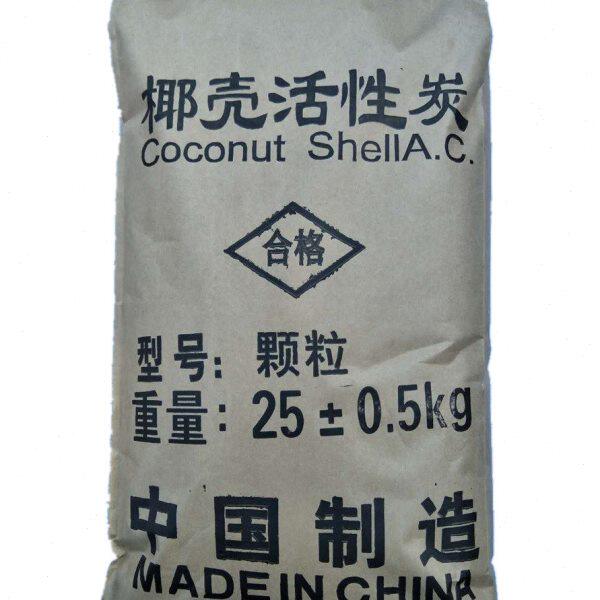 椰壳活性炭
Coconut ShellA.C.
合格
型号：颗粒
重量：25±0.5kg
中国制造
MADE IN CHINA